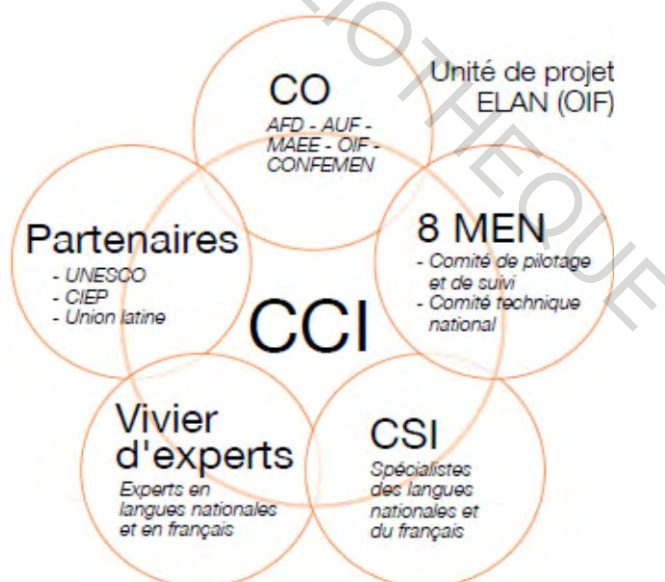 CO
AFD - AUF -
MAEE - OIF -
CONFEMEN
Unité de projet
ELAN (OIF)
Partenaires
- UNESCO
- CIEP
- Union latine
8 MEN
- Comité de pilotage
et de suivi
- Comité technique
national
CCI
Vivier
d'experts
Experts en
langues nationales
et en français
CSI
Spécialistes
des langues
nationales et
du français
LIOTHEQUE